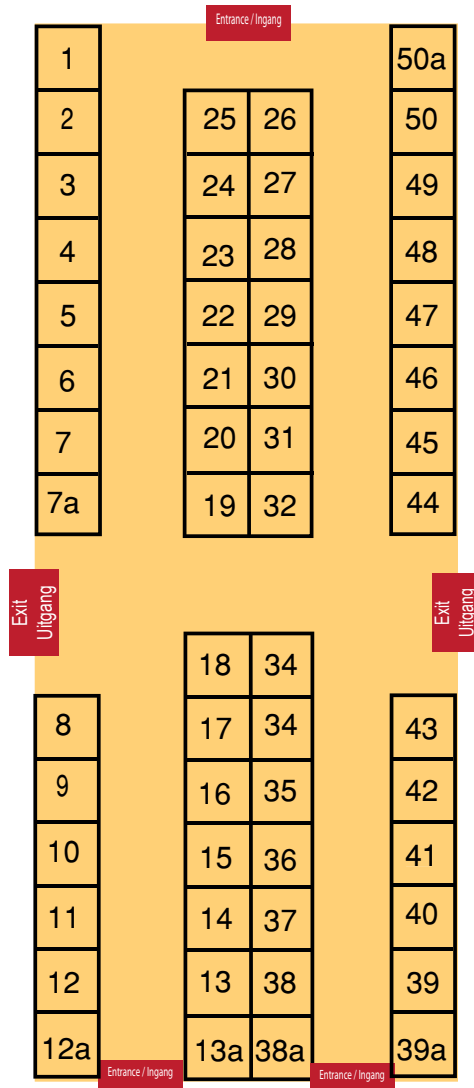 Entrance / Ingang
1 50a
2 25 26 50
3 24 27 49
4 23 28 48
5 22 29 47
6 21 30 46
7 20 31 45
7a 19 32 44
Exit
Uitgang
Exit
Uitgang
18 34
8 17 34 43
9 16 35 42
10 15 36 41
11 14 37 40
12 13 38 39
12a 13a 38a 39a
Entrance / Ingang
Entrance / Ingang